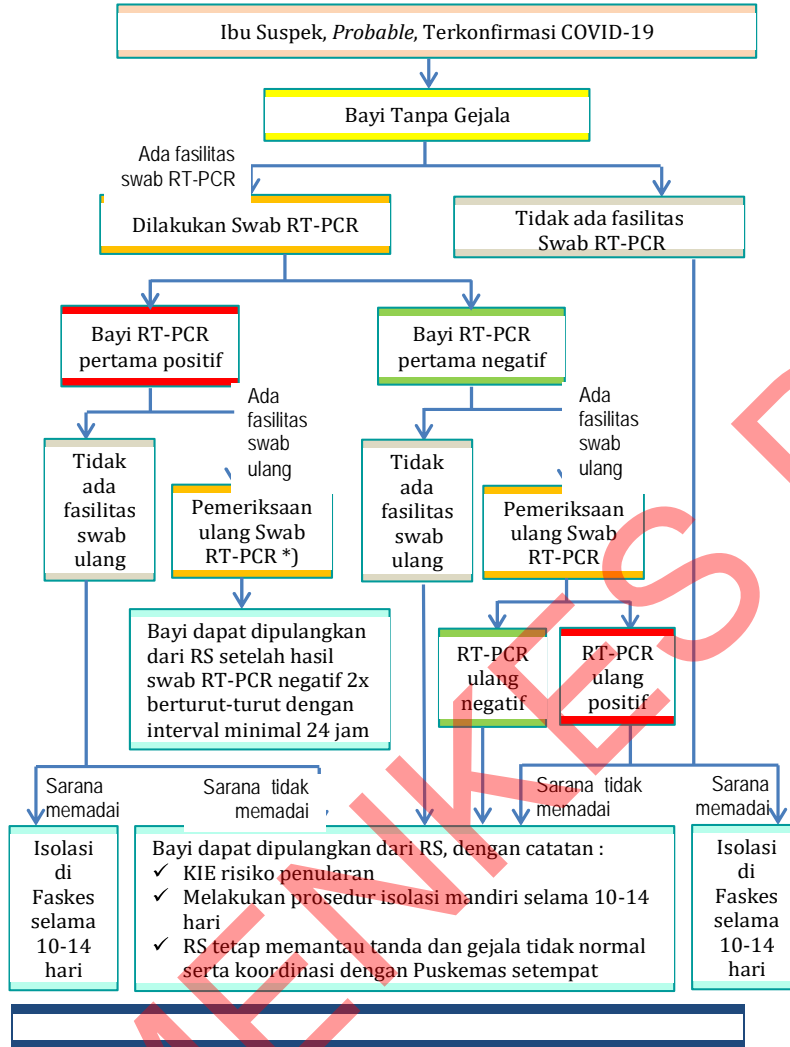 Ibu Suspek, Probable, Terkonfirmasi COVID-19
Bayi Tanpa Gejala
Ada fasilitas
swab RT-PCR
Dilakukan Swab RT-PCR
Tidak ada fasilitas
Swab RT-PCR
Bayi RT-PCR
pertama positif
Bayi RT-PCR
pertama negatif
Ada
fasilitas
swab
ulang
Ada
fasilitas
swab
ulang
Tidak
ada
fasilitas
swab
ulang
Pemeriksaan
ulang Swab
RT-PCR *)
Tidak
ada
fasilitas
swab
ulang
Pemeriksaan
ulang Swab
RT-PCR
Bayi dapat dipulangkan
dari RS setelah hasil
swab RT-PCR negatif 2x
berturut-turut dengan
interval minimal 24 jam
RT-PCR
ulang
negatif
RT-PCR
ulang
positif
Sarana
memadai
Sarana tidak
memadai
Sarana tidak
memadai
Sarana
memadai
Isolasi
di
Faskes
selama
10-14
hari
Bayi dapat dipulangkan dari RS, dengan catatan :
✓ KIE risiko penularan
✓ Melakukan prosedur isolasi mandiri selama 10-14
hari
✓ RS tetap memantau tanda dan gejala tidak normal
serta koordinasi dengan Puskemas setempat
Isolasi
di
Faskes
selama
10-14
hari
MENKES